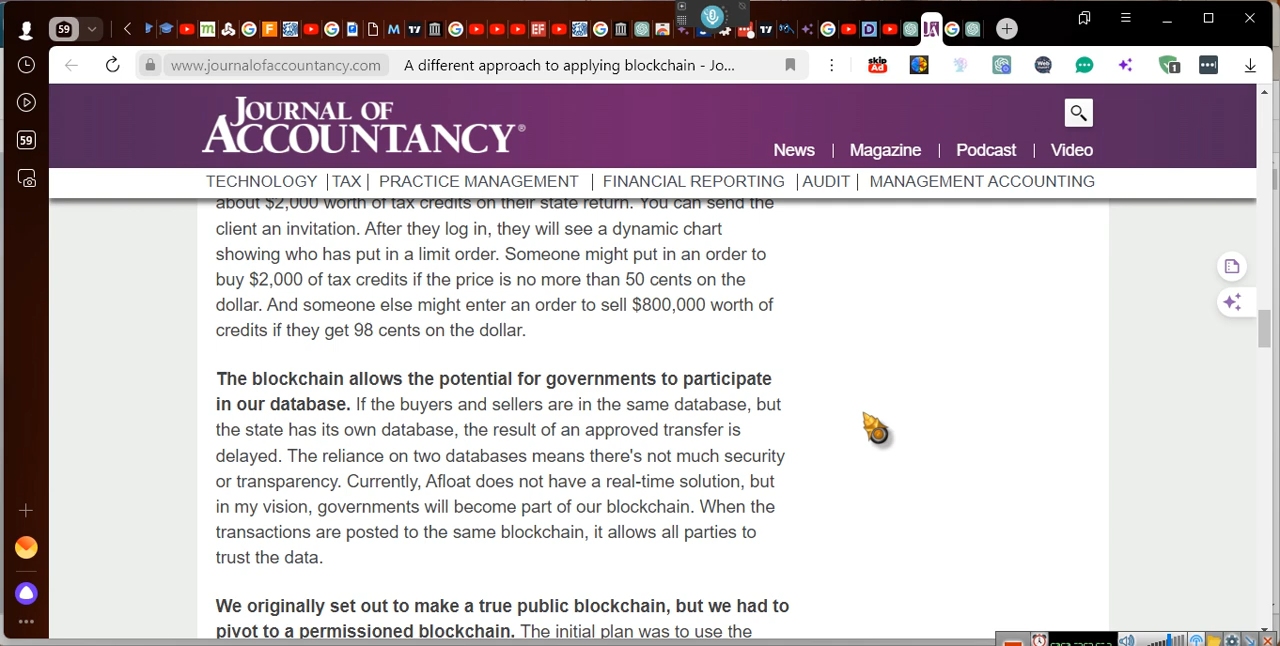 59
www.journalofaccountancy.com
A different approach to applying blockchain - Jo...
JOURNAL OF
ACCOUNTANCY®
News | Magazine | Podcast | Video
TECHNOLOGY | TAX | PRACTICE MANAGEMENT | FINANCIAL REPORTING | AUDIT | MANAGEMENT ACCOUNTING
59
about $2,000 worth of tax credits on their state return. You can send the
client an invitation. After they log in, they will see a dynamic chart
showing who has put in a limit order. Someone might put in an order to
buy $2,000 of tax credits if the price is no more than 50 cents on the
dollar. And someone else might enter an order to sell $800,000 worth of
credits if they get 98 cents on the dollar.
The blockchain allows the potential for governments to participate
in our database. If the buyers and sellers are in the same database, but
the state has its own database, the result of an approved transfer is
delayed. The reliance on two databases means there's not much security
or transparency. Currently, Afloat does not have a real-time solution, but
in my vision, governments will become part of our blockchain. When the
transactions are posted to the same blockchain, it allows all parties to
trust the data.
We originally set out to make a true public blockchain, but we had to
pivot to a permissioned blockchain. The initial plan was to use the